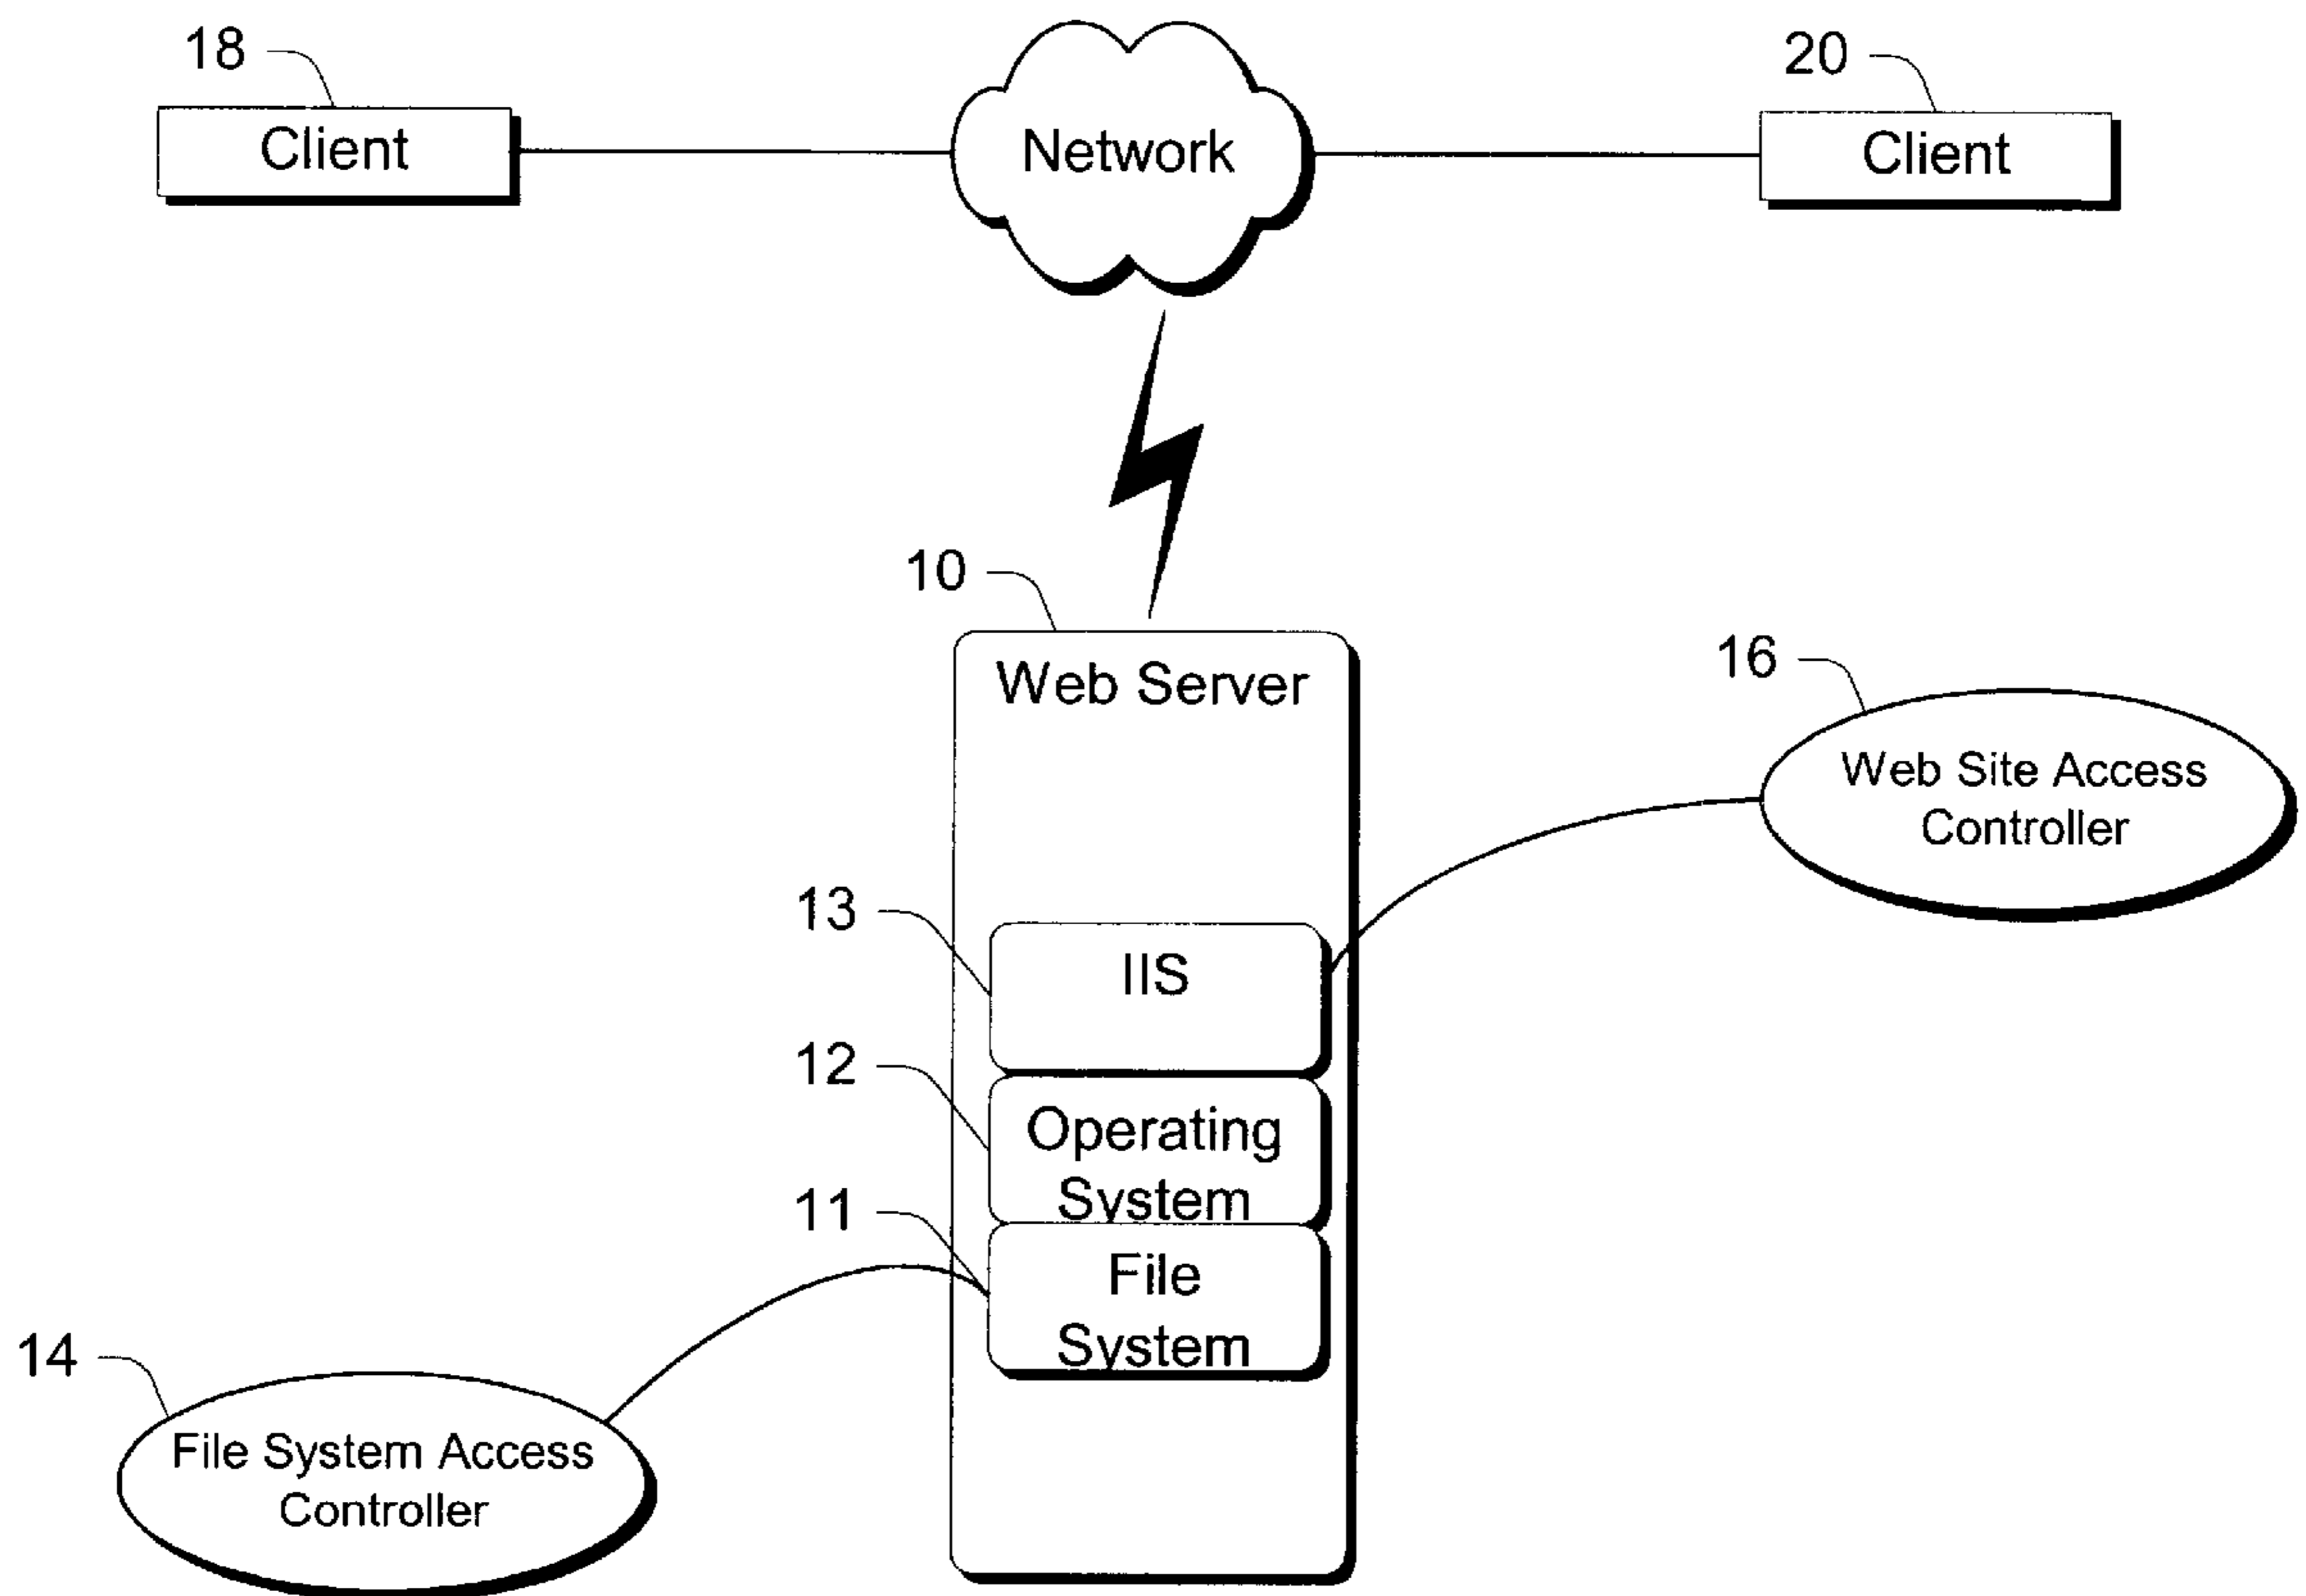 18
20
Client
Network
Client
10
Web Server
16
Web Site Access
Controller
13
IIS
12
Operating
System
11
File
System
14
File System Access
Controller